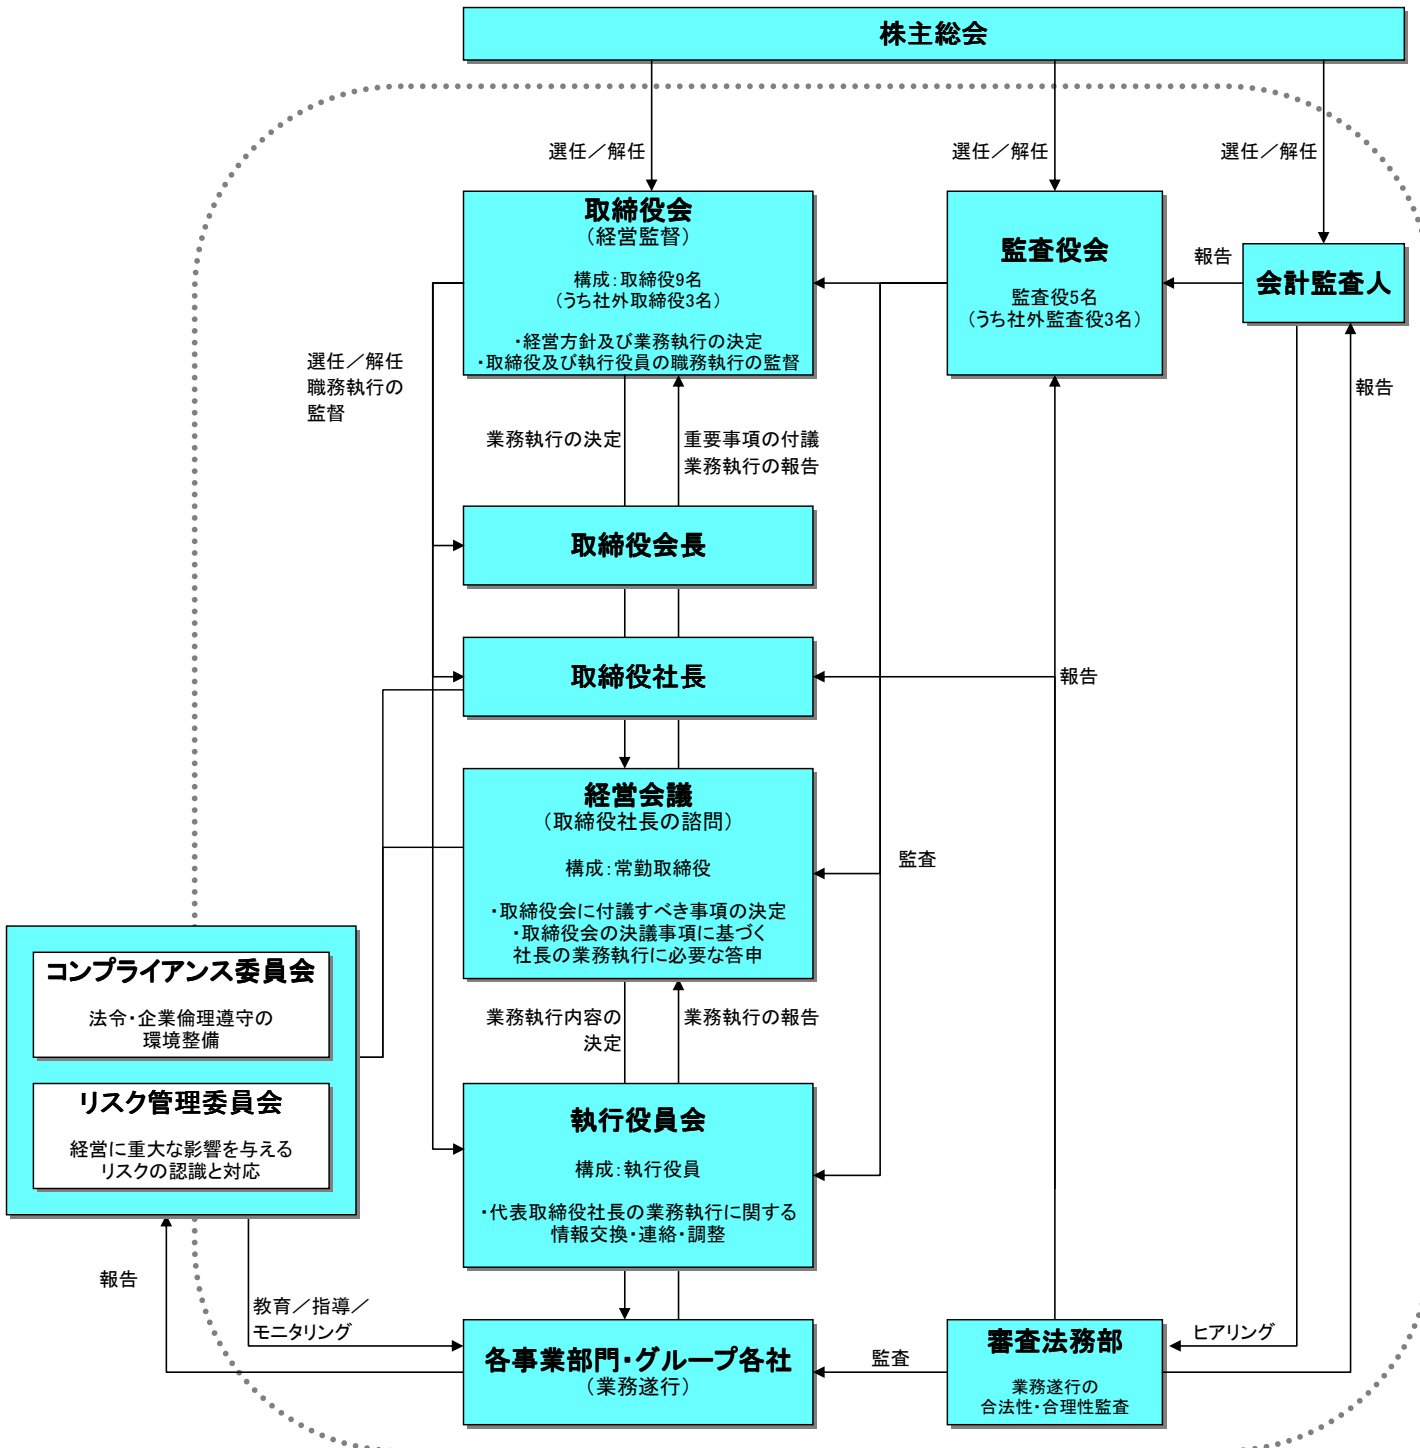 株主総会
選任／解任
選任／解任
選任／解任
取締役会
（経営監督）
構成：取締役9名
（うち社外取締役3名）
・経営方針及び業務執行の決定
・取締役及び執行役員の職務執行の監督
監査役会
監査役5名
（うち社外監査役3名）
報告
会計監査人
選任／解任
職務執行の
監督
報告
業務執行の決定
重要事項の付議
業務執行の報告
取締役会長
取締役社長
報告
経営会議
（取締役社長の諮問）
構成：常勤取締役
・取締役会に付議すべき事項の決定
・取締役会の決議事項に基づく
社長の業務執行に必要な答申
監査
コンプライアンス委員会
法令・企業倫理遵守の
環境整備
リスク管理委員会
経営に重大な影響を与える
リスクの認識と対応
業務執行内容の
決定
業務執行の報告
執行役員会
構成：執行役員
・代表取締役社長の業務執行に関する
情報交換・連絡・調整
報告
教育／指導／
モニタリング
各事業部門・グループ各社
（業務遂行）
監査
審査法務部
業務遂行の
合法性・合理性監査
ヒアリング